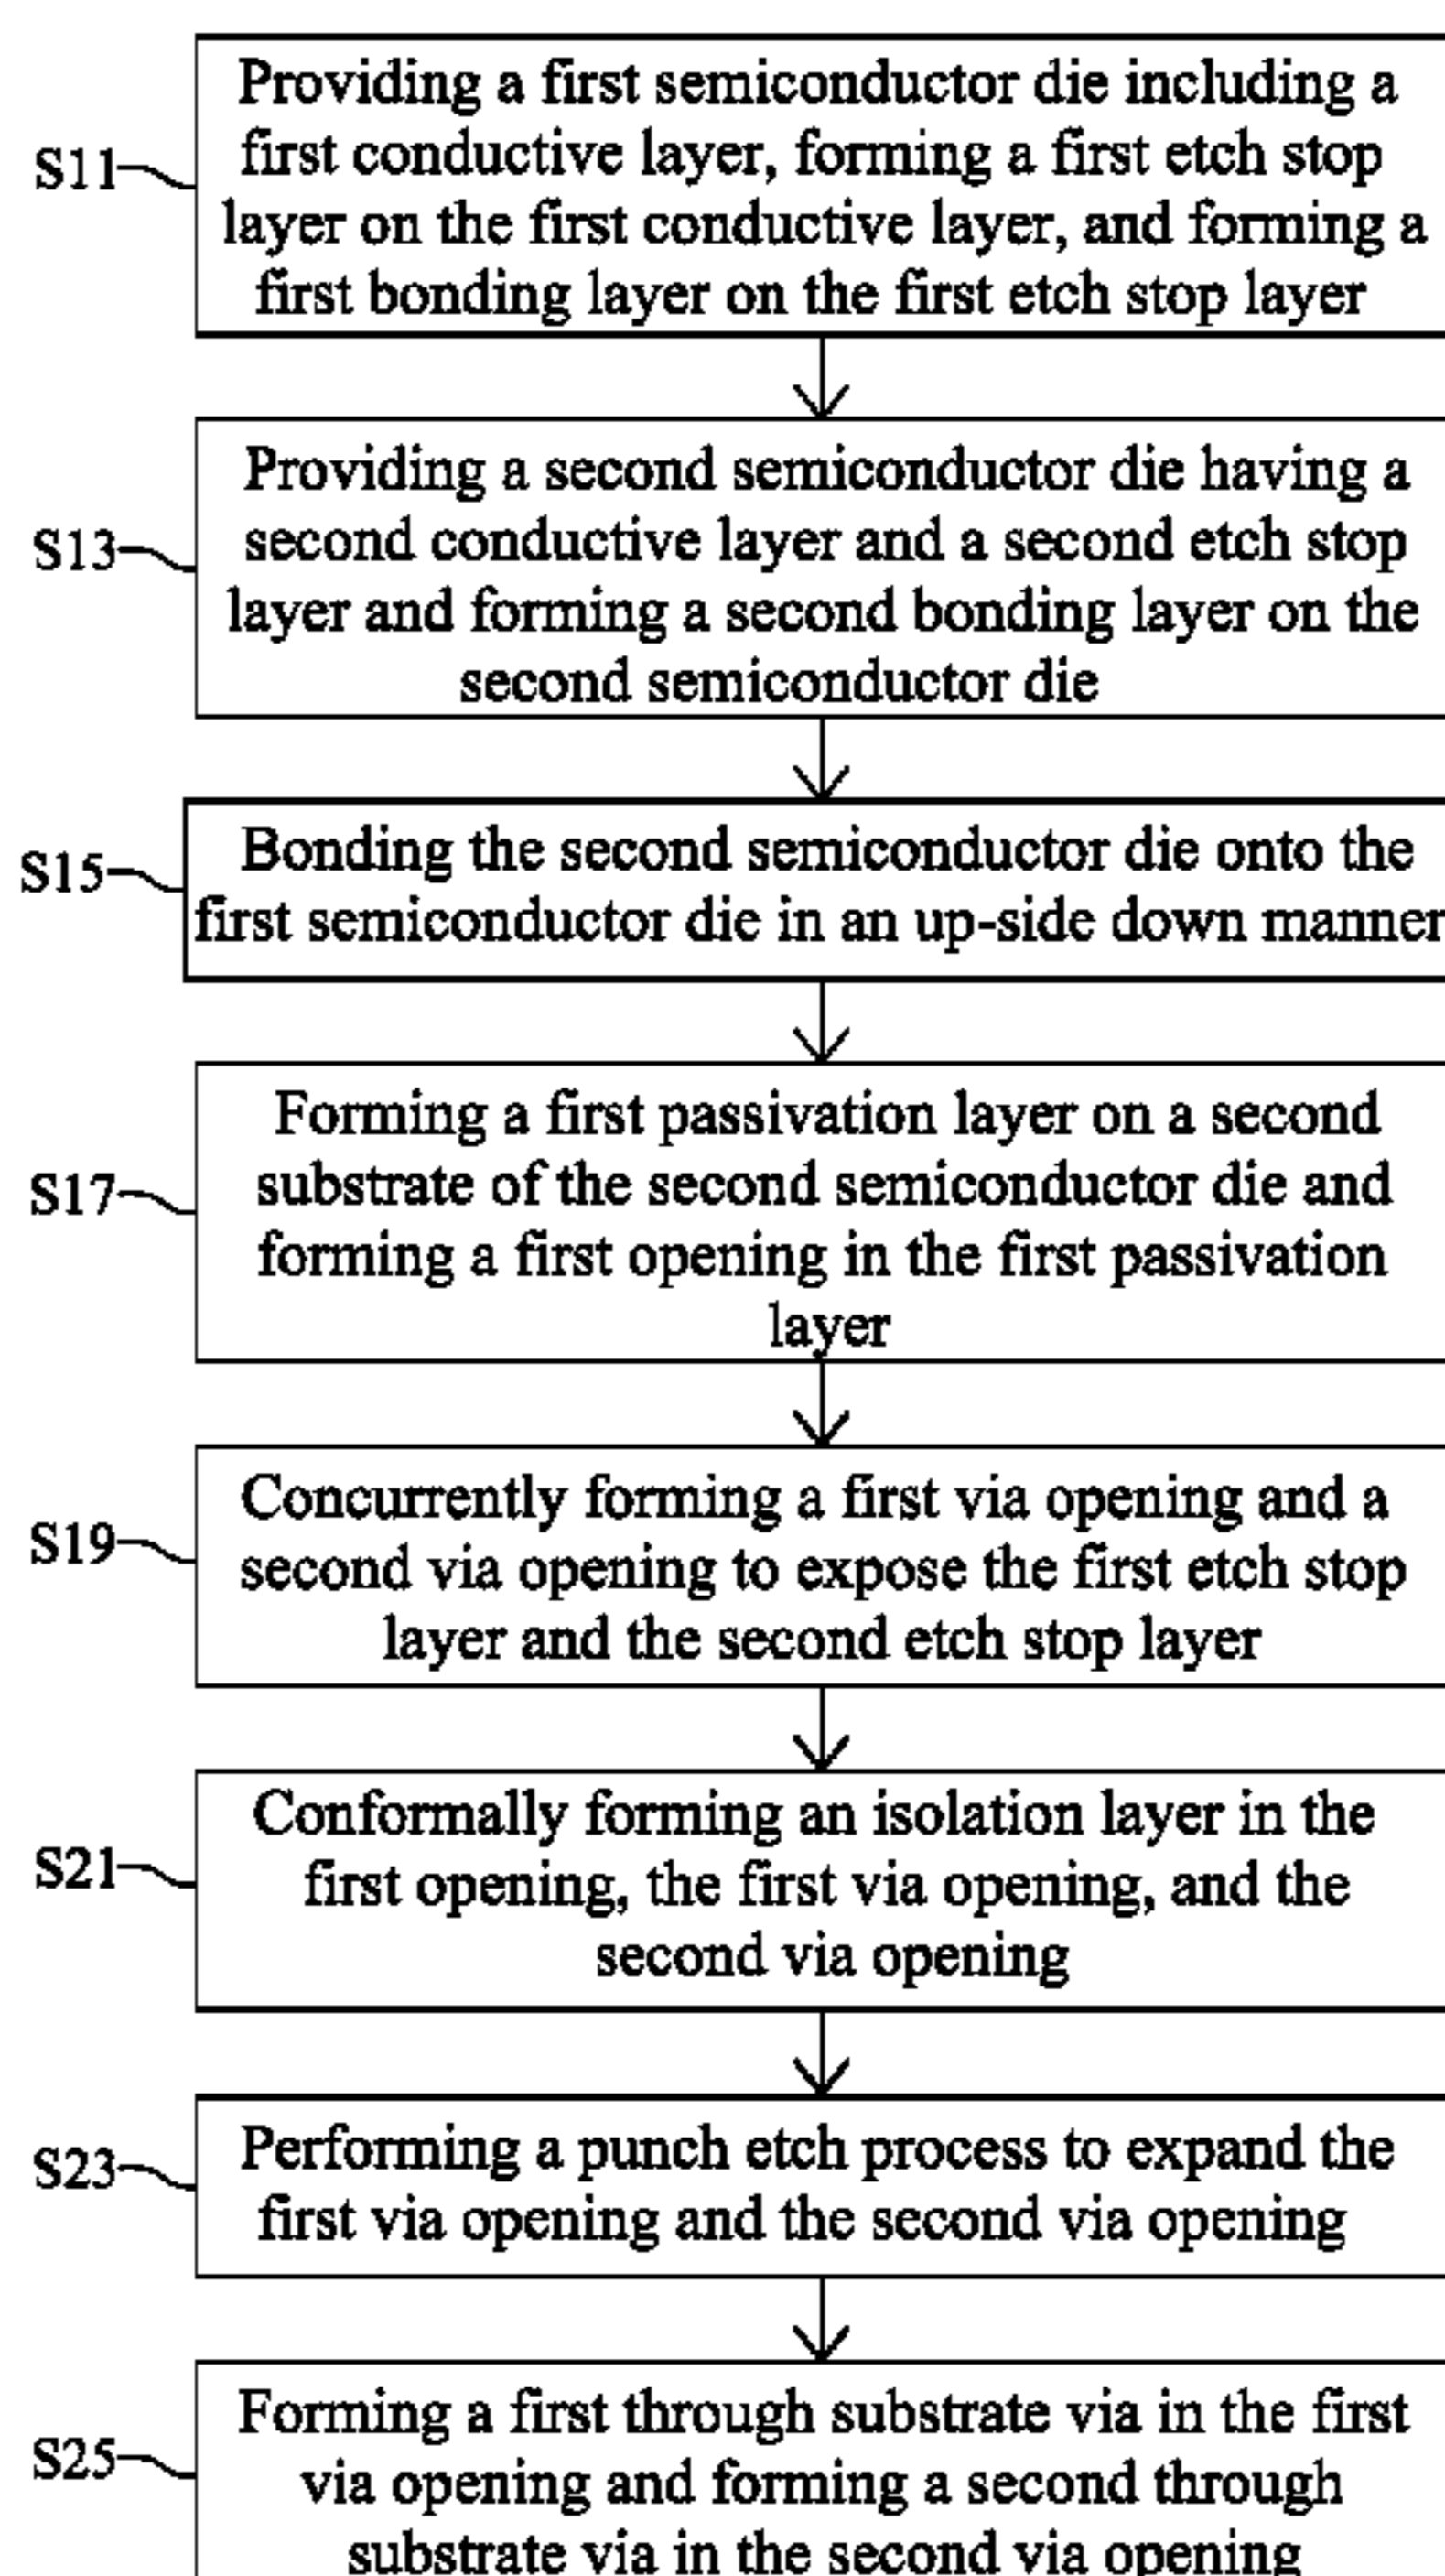 Providing a first semiconductor die including a
S11
first conductive layer, forming a first etch stop
layer on the first conductive layer, and forming a
first bonding layer on the first etch stop layer
Providing a second semiconductor die having a
S13
second conductive layer and a second etch stop
layer and forming a second bonding layer on the
second semiconductor die
S15
Bonding the second semiconductor die onto the
first semiconductor die in an up-side down manner
Forming a first passivation layer on a second
S17
substrate of the second semiconductor die and
forming a first opening in the first passivation
layer
Concurrently forming a first via opening and a
S19
second via opening to expose the first etch stop
layer and the second etch stop layer
Conformally forming an isolation layer in the
S21
first opening, the first via opening, and the
second via opening
S23
Performing a punch etch process to expand the
first via opening and the second via opening
Forming a first through substrate via in the first
S25
via opening and forming a second through
substrate via in the second via opening